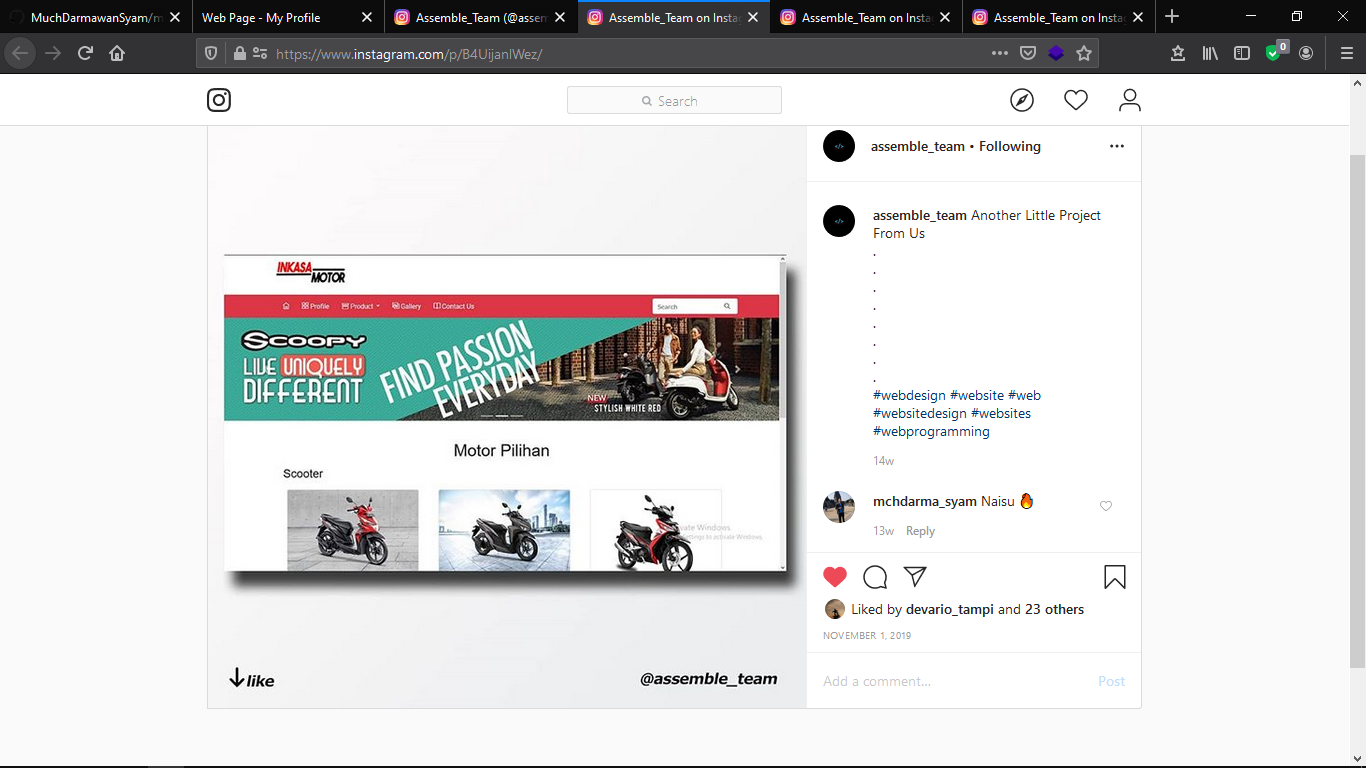 MuchDarmawanSyam/m
Web Page - My Profile
Assemble_Team (@assem
Assemble_Team on Insta
Assemble_Team on Insta
Assemble_Team on Insta
https://www.instagram.com/p/B4UijanlWez/
0
Search
assemble_team • Following
assemble_team Another Little Project
From Us
.
.
.
.
.
.
.
.
#webdesign #website #web
#websitedesign #websites
#webprogramming
14w
mchdarma_syam Naisu
13w Reply
Liked by devario_tampi and 23 others
NOVEMBER 1, 2019
Add a comment... Post
INKASA
MOTOR
Profile Product Gallery Contact Us Search
SCOOPY
LIVE UNIQUELY
DIFFERENT
FIND PASSION
EVERYDAY
NEW
STYLISH WHITE RED
Motor Pilihan
Scooter
vate Windows
ettings to activate Windows.
like
@assemble_team